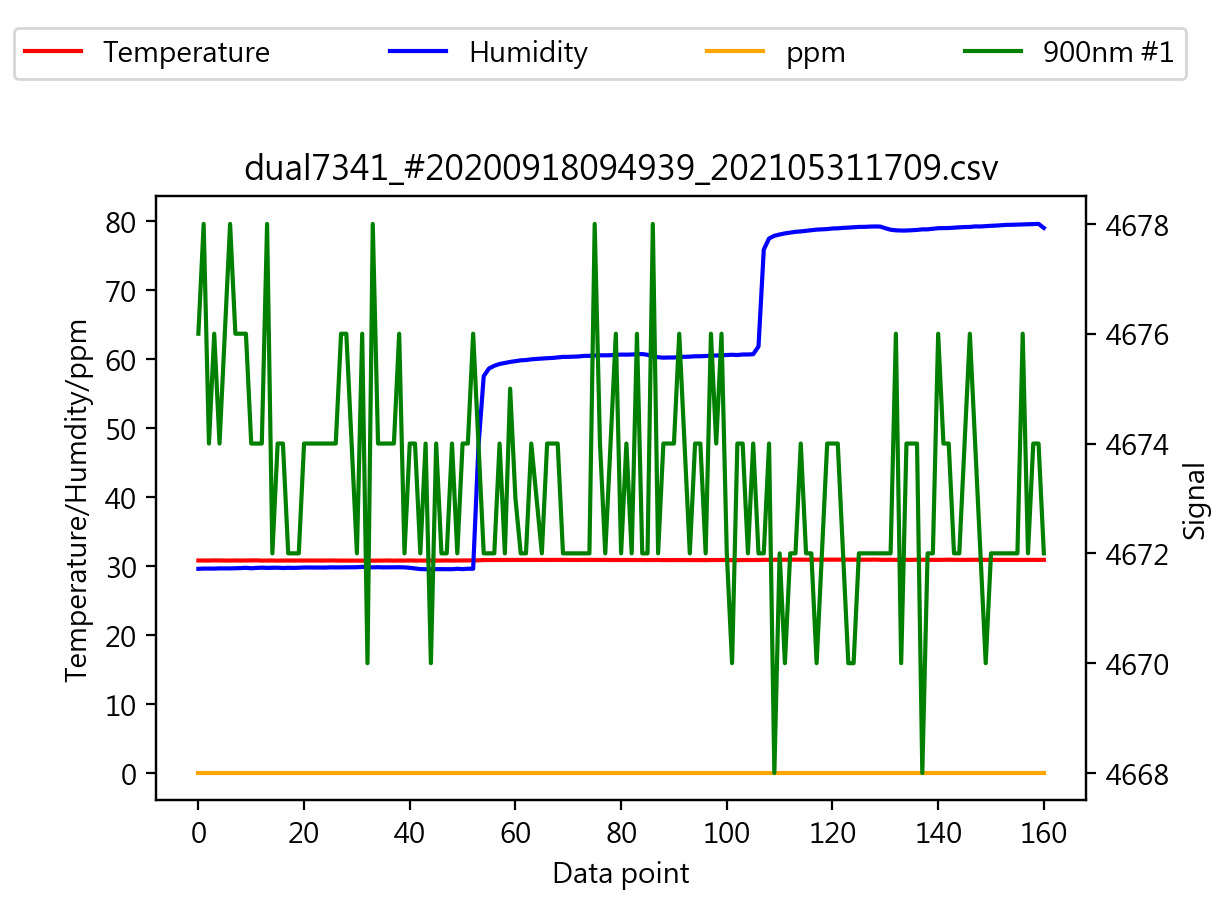 Temperature Humidity ppm 900nm #1
dual7341_#20200918094939_202105311709.csv
80
70
60
50
40
30
20
10
0
Temperature/Humdity/ppm
4678
4676
4674
4672
4670
4668
Signal
0 20 40 60 80 100 120 140 160
Data point